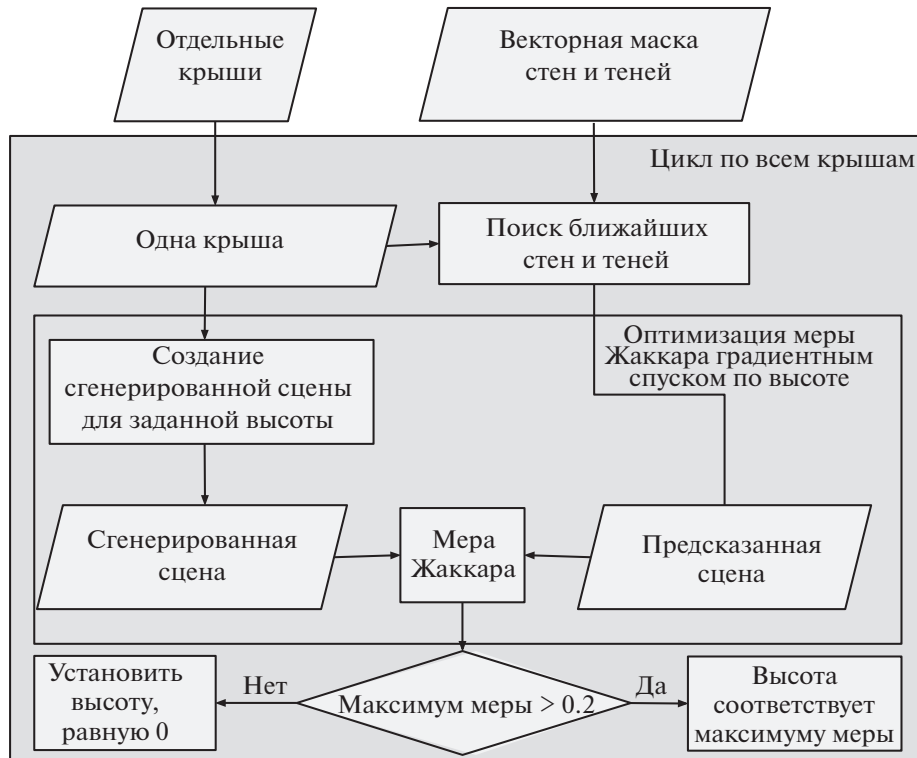 Отдельные
крыши
Векторная маска
стен и теней
Цикл по всем крышам
Одна крыша
Поиск ближайших
стен и теней
Оптимизация меры
Жаккара градиентным
спуском по высоте
Создание
сгенерированной сцены
для заданной высоты
Сгенерированная
сцена
Мера
Жаккара
Предсказанная
сцена
Установить
высоту,
равную 0
Нет
Максимум меры > 0.2
Да
Высота
соответствует
максимуму меры